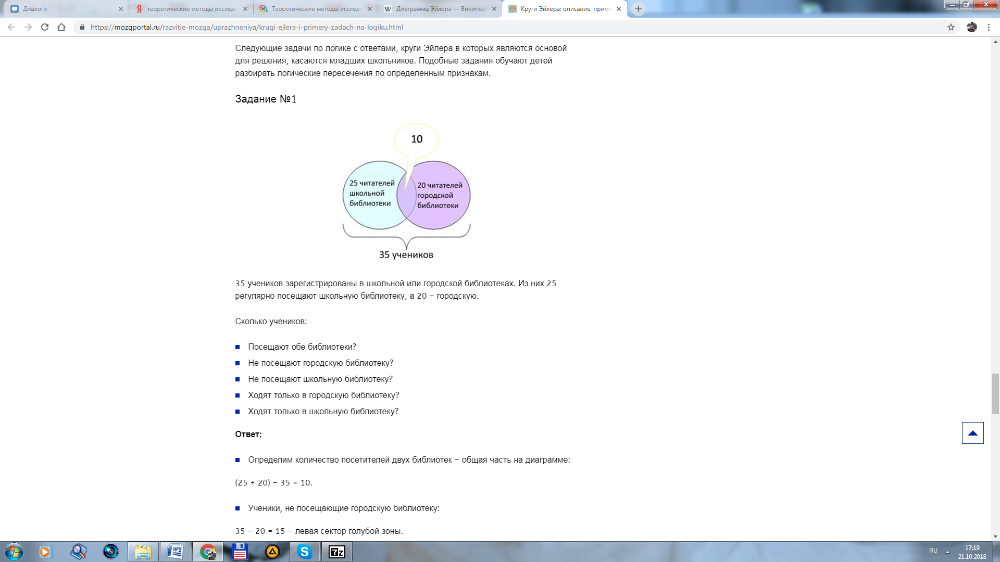 Диалоги
теоретические методы исследо
Теоретические методы исслед
Диаграмма Эйлера — Википед
Круги Эйлера: описание, приме
https://mozgportal.ru/razvitie-mozga/uprazhneniya/krugi-ejlera-i-primery-zadach-na-logiku.html
Следующие задачи по логике с ответами, круги Эйлера в которых являются основой
для решения, касаются младших школьников. Подобные задания обучают детей
разбирать логические пересечения по определенным признакам.
Задание №1
10
25 читателей
школьной
библиотеки
20 читателей
городской
библиотеки
35 учеников
35 учеников зарегистрированы в школьной или городской библиотеках. Из них 25
регулярно посещают школьную библиотеку, а 20 – городскую.
Сколько учеников:
Посещают обе библиотеки?
Не посещают городскую библиотеку?
Не посещают школьную библиотеку?
Ходят только в городскую библиотеку?
Ходят только в школьную библиотеку?
Ответ:
Определим количество посетителей двух библиотек – общая часть на диаграмме:
(25 + 20) – 35 = 10.
Ученики, не посещающие городскую библиотеку:
35 – 20 = 15 – левая сектор голубой зоны.
RU
17:19
21.10.2018